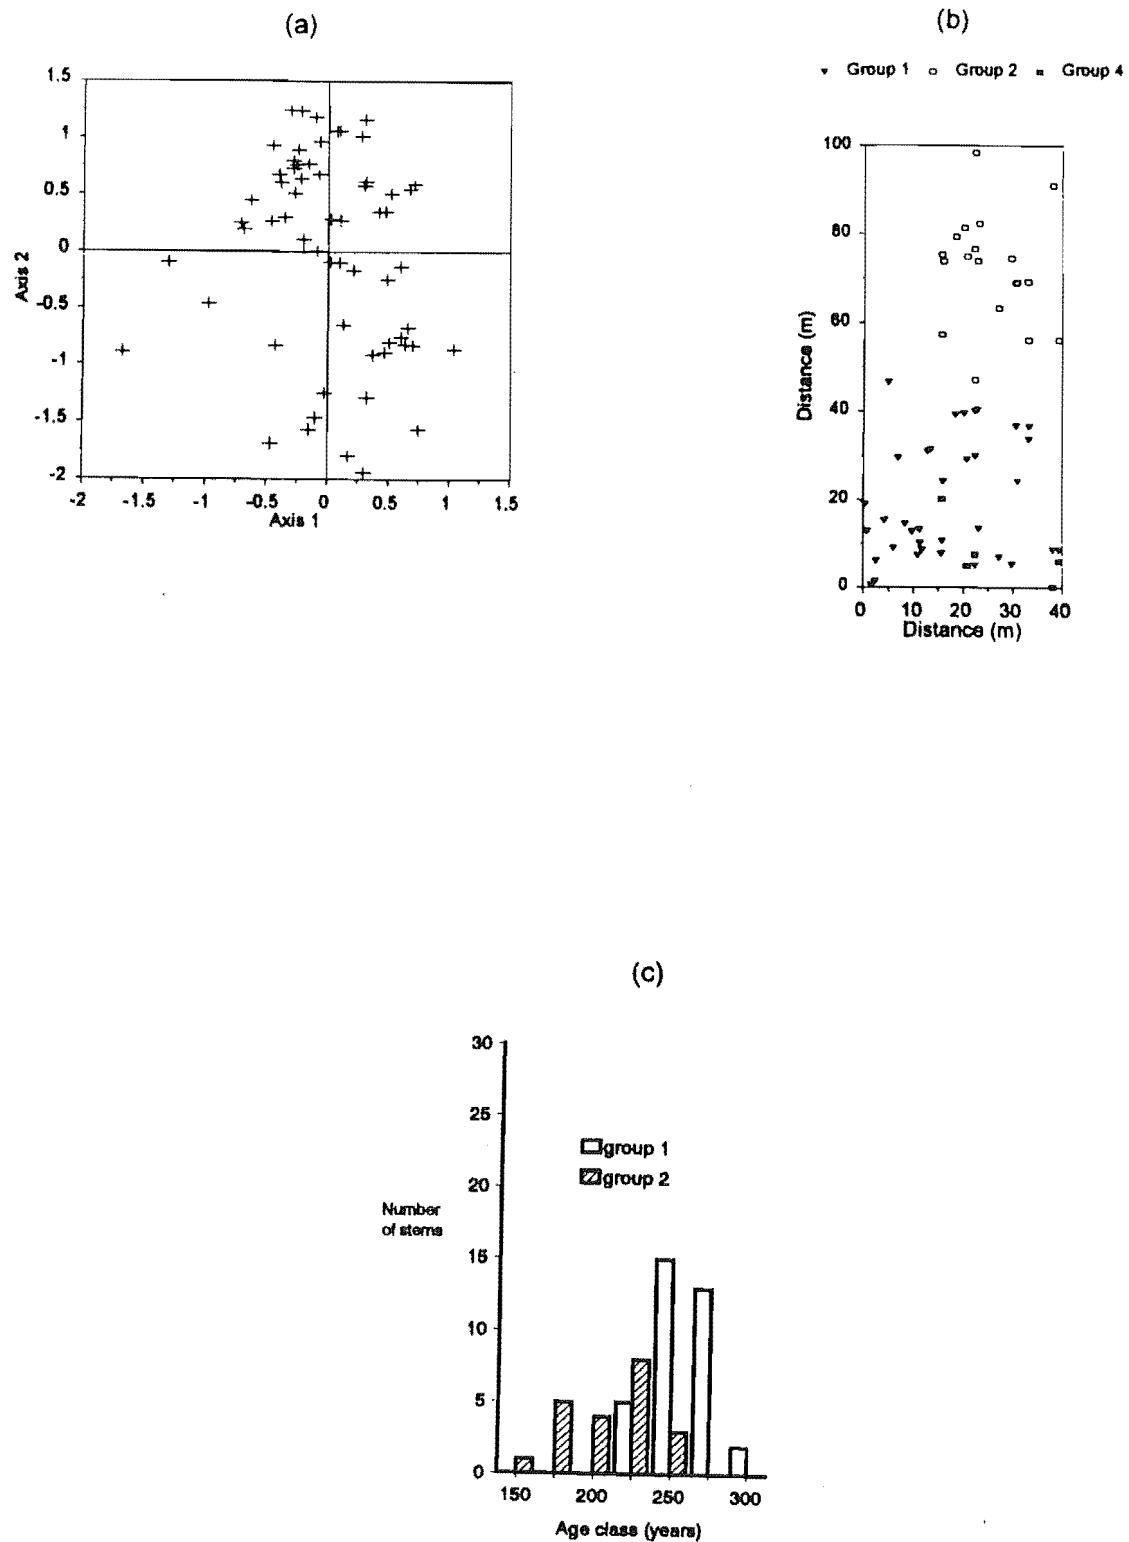 (a)
1.5
1
0.5
0
-0.5
-1
-1.5
-2
Axis 2
-2 -1 -1 -0.5 0 0.5 1 1.5
Axis 1
(b)
Group 1 Group 2 Group 4
100
80
60
40
20
0
Distance (m)
0 10 20 30 40
Distance (m)
(c)
30
25
20
15
10
5
0
group 1
group 2
Number
of stems
150 200 250 300
Age class (years)